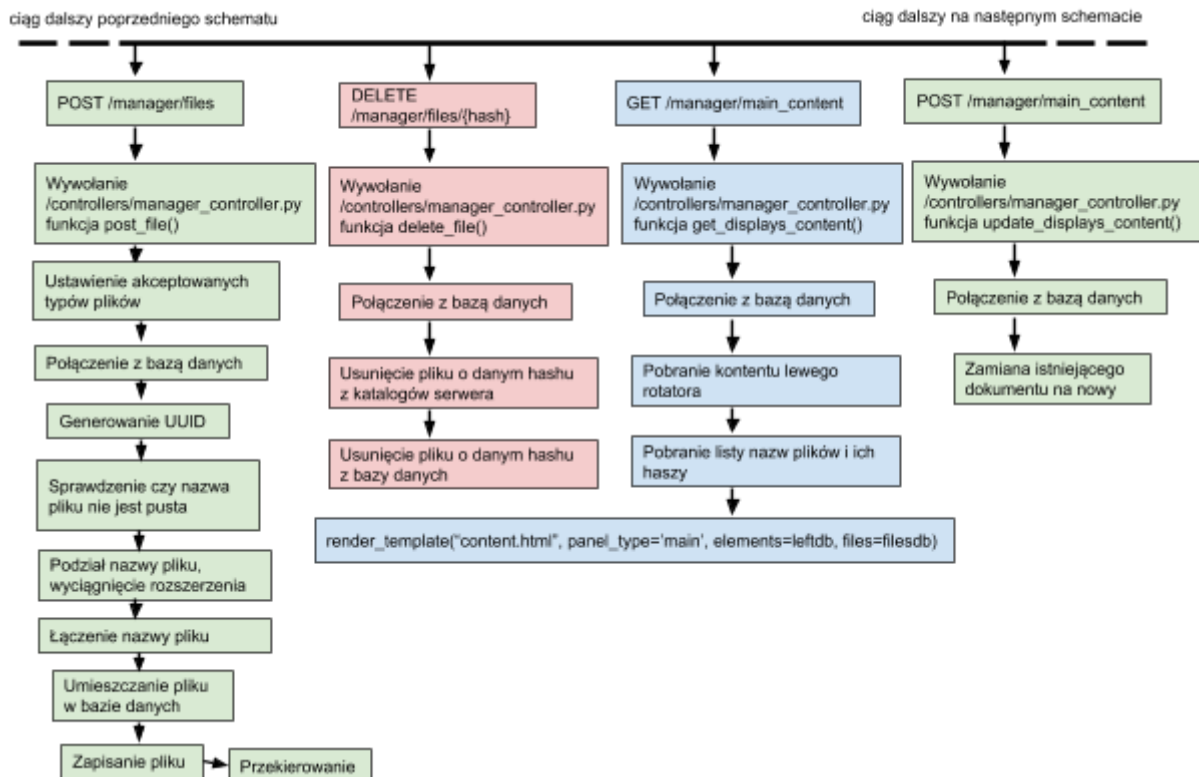 ciąg dalszy poprzedniego schematu
ciąg dalszy na następnym schemacie
POST /manager/files
Wywołanie
/controllers/manager_controller.py
funkcja post_file()
Ustawienie akceptowanych
typów plików
Połączenie z bazą danych
Generowanie UUID
Sprawdzenie czy nazwa
pliku nie jest pusta
Podział nazwy pliku,
wyciągnięcie rozszerzenia
Łączenie nazwy pliku
Umieszczanie pliku
w bazie danych
Zapisanie pliku
Przekierowanie
DELETE
/manager/files/{hash}
Wywołanie
/controllers/manager_controller.py
funkcja delete_file()
Połączenie z bazą danych
Usunięcie pliku o danym hashu
z katalogów serwera
Usunięcie pliku o danym hashu
z bazy danych
GET /manager/main_content
Wywołanie
/controllers/manager_controller.py
funkcja get_displays_content()
Połączenie z bazą danych
Pobranie kontentu lewego
rotatora
Pobranie listy nazw plików i ich
haszy
render_template("content.html", panel_type='main', elements=leftdb, files=filesdb)
POST /manager/main_content
Wywołanie
/controllers/manager_controller.py
funkcja update_displays_content()
Połączenie z bazą danych
Zamiana istniejącego
dokumentu na nowy